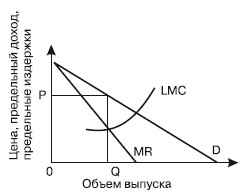 Цена, предельный доход,
предельные издержки
P
LMC
MR
D
0
Q
Объем выпуска